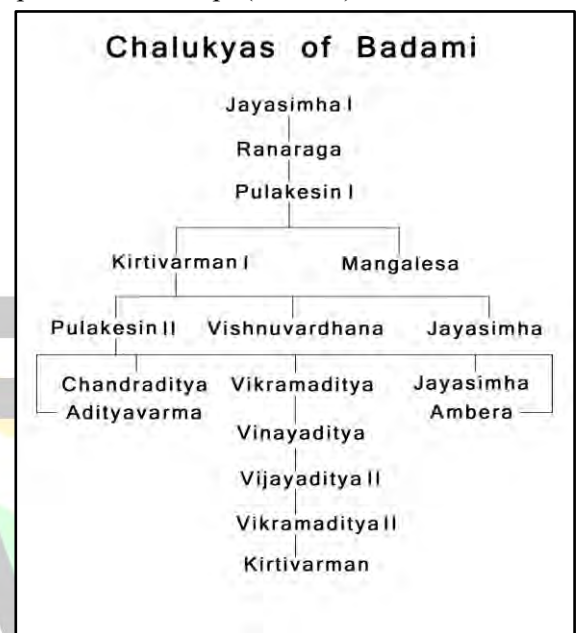 Chalukyas of Badami
Jayasimha I
Ranaraga
Pulakesin I
Kirtivarman I Mangalesa
Pulakesin II Vishnuvardhana Jayasimha
Chandraditya Vikramaditya Jayasimha
Adityavarma Ambera
Vinayaditya
Vijayaditya II
Vikramaditya II
Kirtivarman